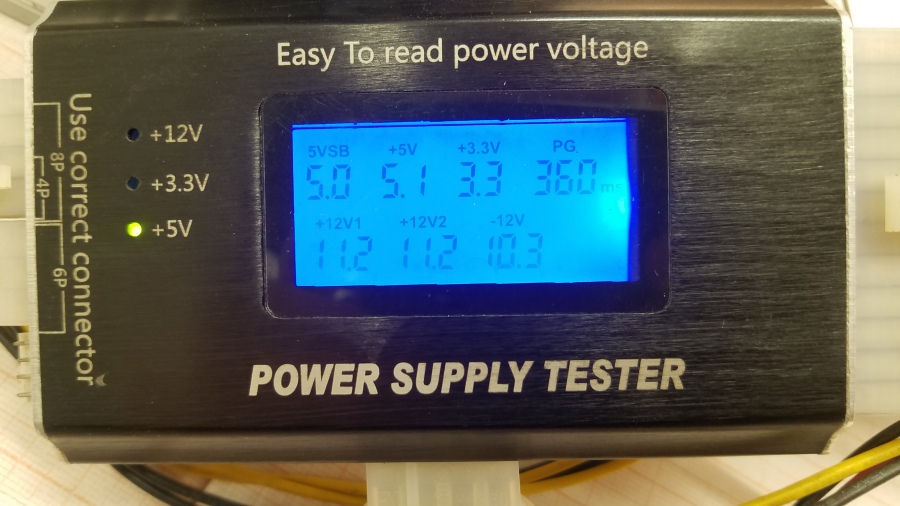 Easy To read power voltage
Use correct connector
8P
4P
6P
+12V
+3.3V
+5V
5VSB +5V +3.3V PG
5.0 5.1 3.3 360 ms
+12V1 +12V2 -12V
11.2 11.2 10.3
POWER SUPPLY TESTER